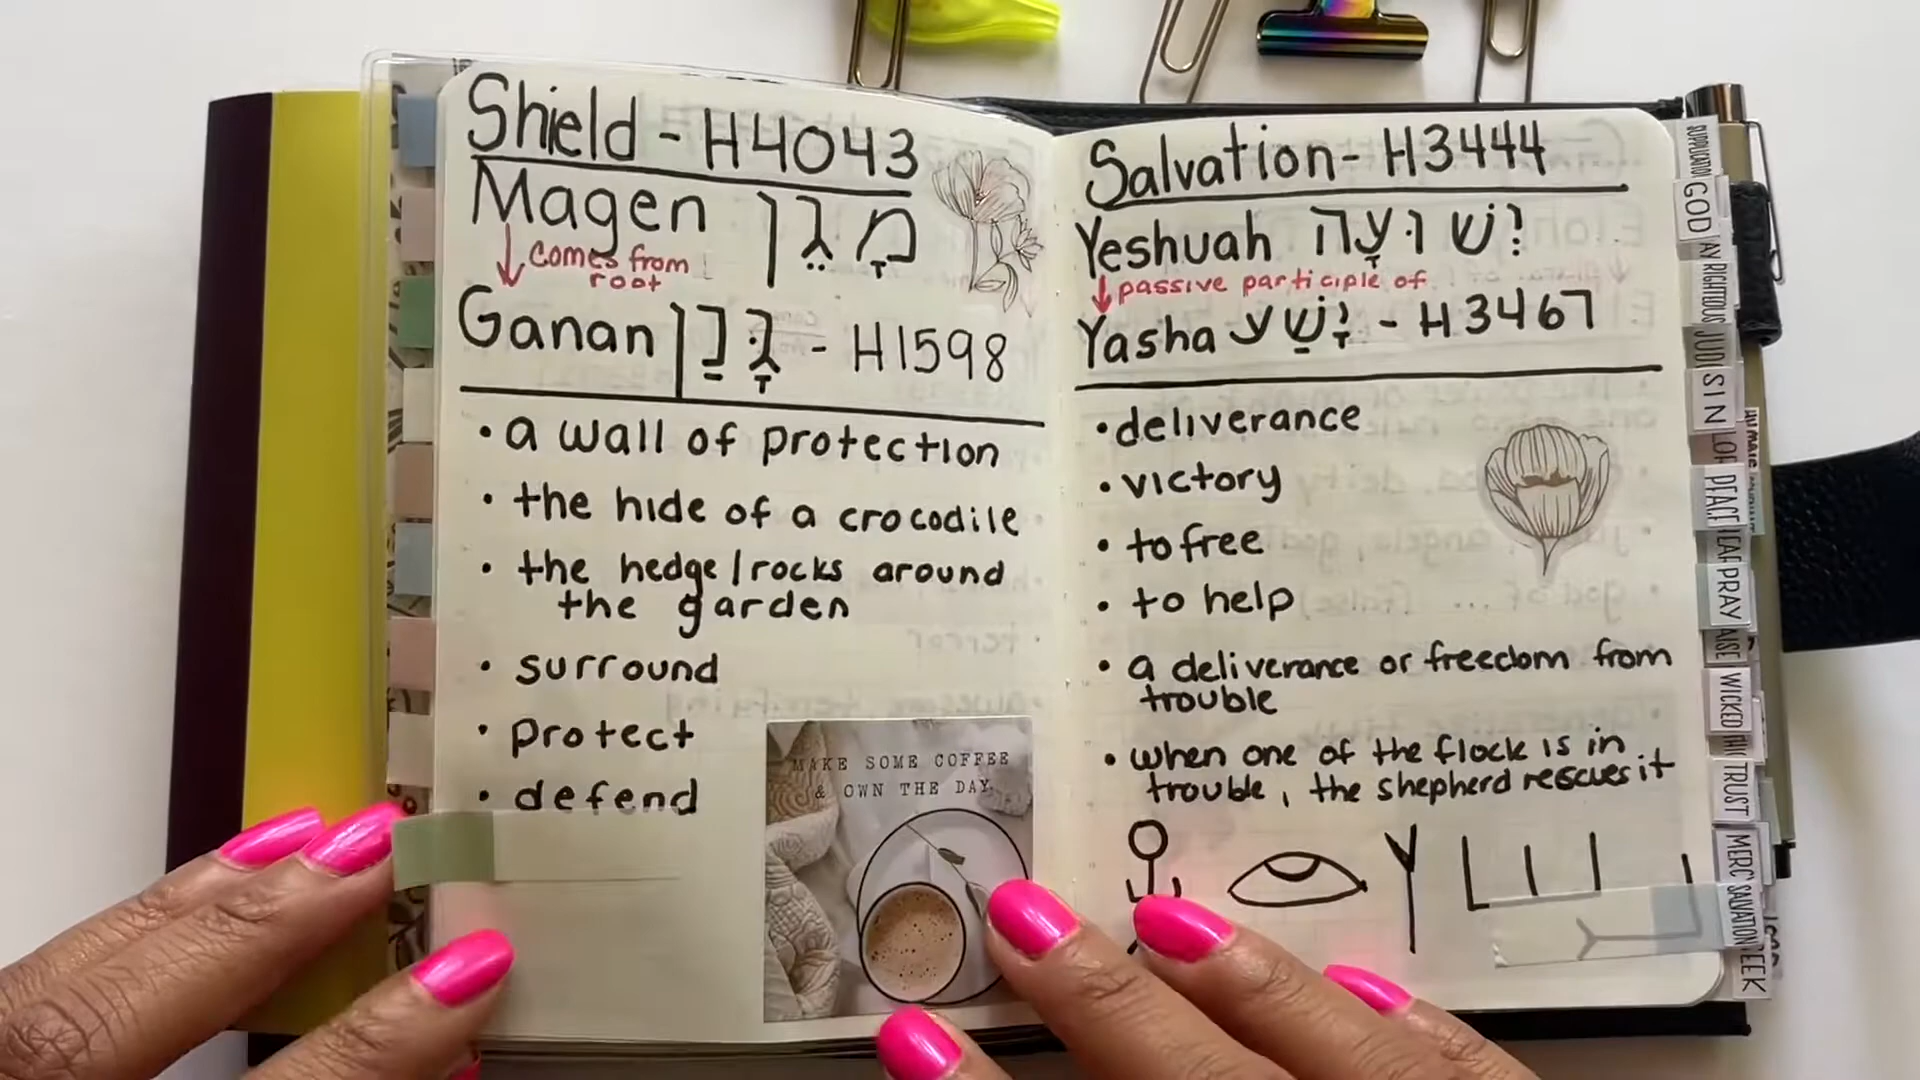 Shield - H4043
Magen מָגֵן
comes from
root
Ganan גָּנַן - H1598
• a wall of protection
• the hide of a crocodile
• the hedge/rocks around
the garden
• surround
• protect
• defend
MAKE SOME COFFEE
& OWN THE DAY.
Salvation - H3444
Yeshuah יְשׁוּעָה
passive participle of
Yasha יָשַׁע - H3467
• deliverance
• victory
• to free
• to help
• a deliverance or freedom from
trouble
• when one of the flock is in
trouble, the shepherd rescues it
GOD
SIN
PEACE
PRAY
WICKED
TRUST
SALVATION